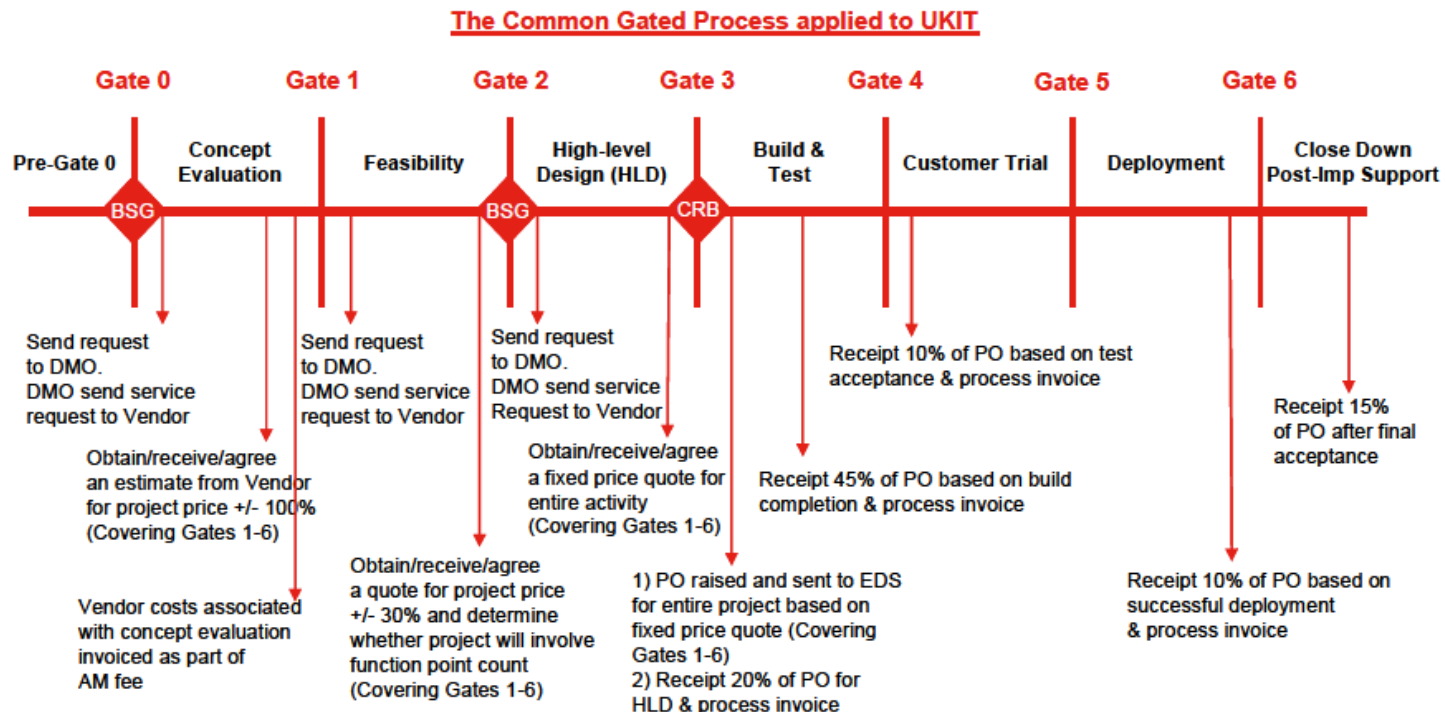 The Common Gated Process applied to UKIT
Gate 0
Gate 1
Gate 2
Gate 3
Gate 4
Gate 5
Gate 6
Pre-Gate 0
Concept
Evaluation
Feasibility
High-level
Design (HLD)
Build &
Test
Customer Trial
Deployment
Close Down
Post-Imp Support
BSG
BSG
CRB
Send request
to DMO.
DMO send service
request to Vendor
Obtain/receive/agree
an estimate from Vendor
for project price +/- 100%
(Covering Gates 1-6)
Vendor costs associated
with concept evaluation
invoiced as part of
AM fee
Send request
to DMO.
DMO send service
request to Vendor
Obtain/receive/agree
a quote for project price
+/- 30% and determine
whether project will involve
function point count
(Covering Gates 1-6)
Send request
to DMO.
DMO send service
Request to Vendor
Obtain/receive/agree
a fixed price quote for
entire activity
(Covering Gates 1-6)
1) PO raised and sent to EDS
for entire project based on
fixed price quote (Covering
Gates 1-6)
2) Receipt 20% of PO for
HLD & process invoice
Receipt 45% of PO based on build
completion & process invoice
Receipt 10% of PO based on test
acceptance & process invoice
Receipt 10% of PO based on
successful deployment
& process invoice
Receipt 15%
of PO after final
acceptance